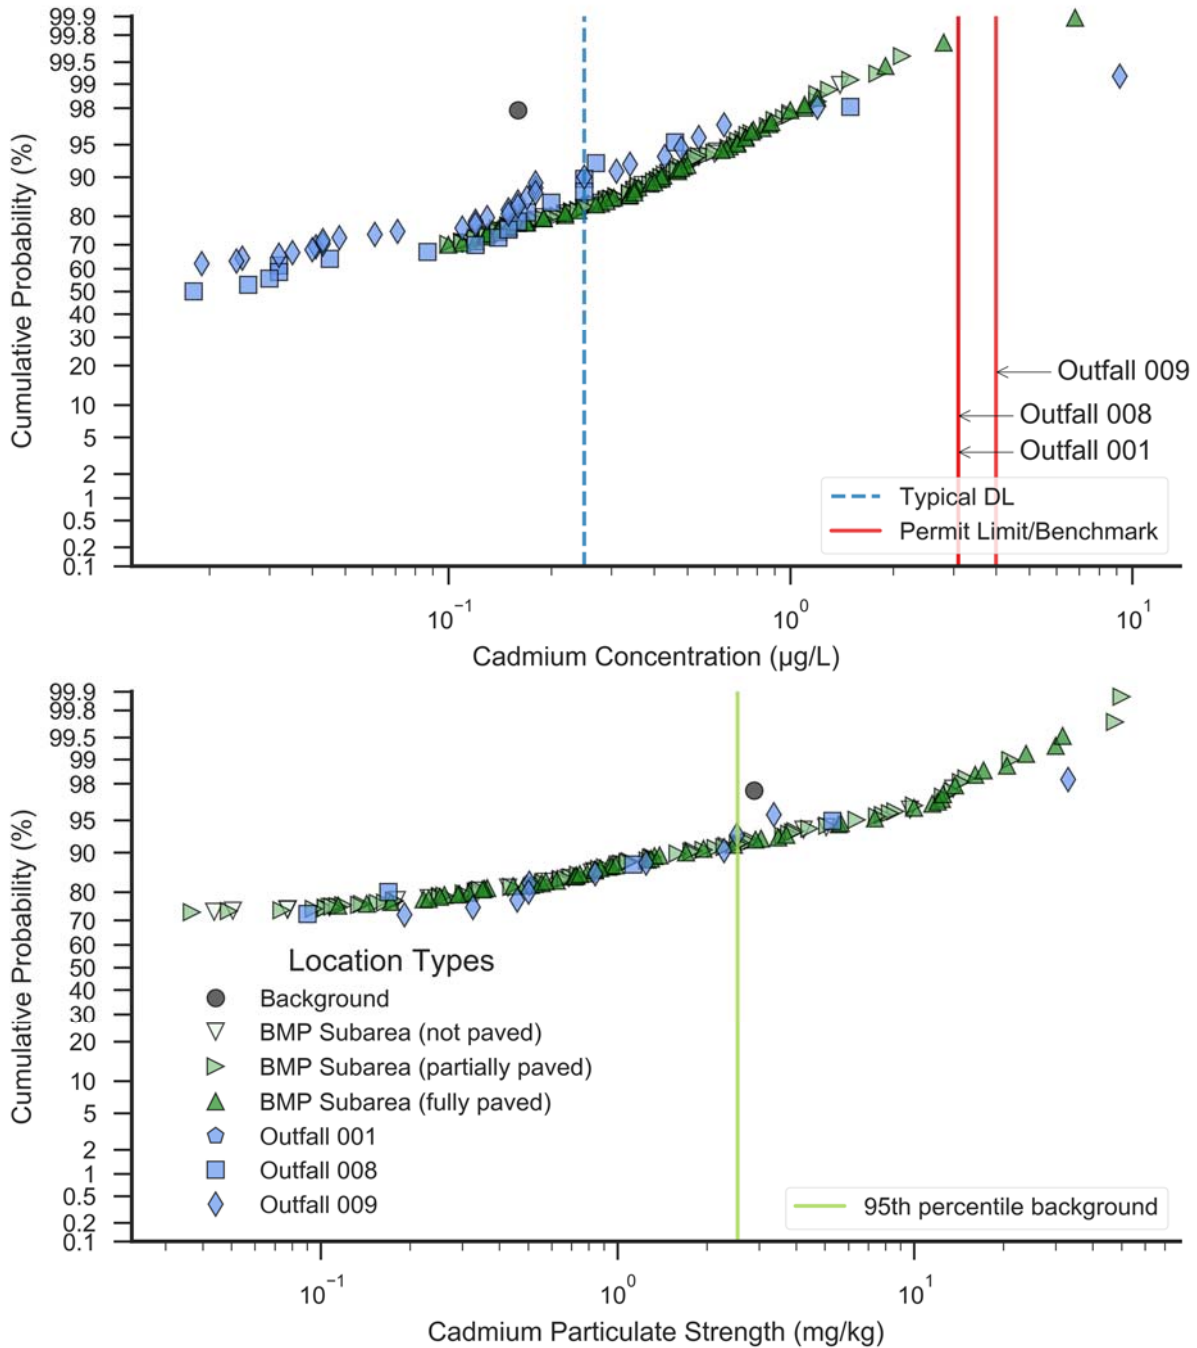 99.9
99.8
99.5
99
98
95
90
80
70
60
50
40
30
20
10
5
2
1
0.5
0.2
0.1
Cumulative Probability (%)
Outfall 009
Outfall 008
Outfall 001
Typical DL
Permit Limit/Benchmark
10⁻¹ 10⁰ 10¹
Cadmium Concentration (µg/L)
99.9
99.8
99.5
99
98
95
90
80
70
60
50
40
30
20
10
5
2
1
0.5
0.2
0.1
Cumulative Probability (%)
Location Types
Background
BMP Subarea (not paved)
BMP Subarea (partially paved)
BMP Subarea (fully paved)
Outfall 001
Outfall 008
Outfall 009
95th percentile background
10⁻¹ 10⁰ 10¹
Cadmium Particulate Strength (mg/kg)